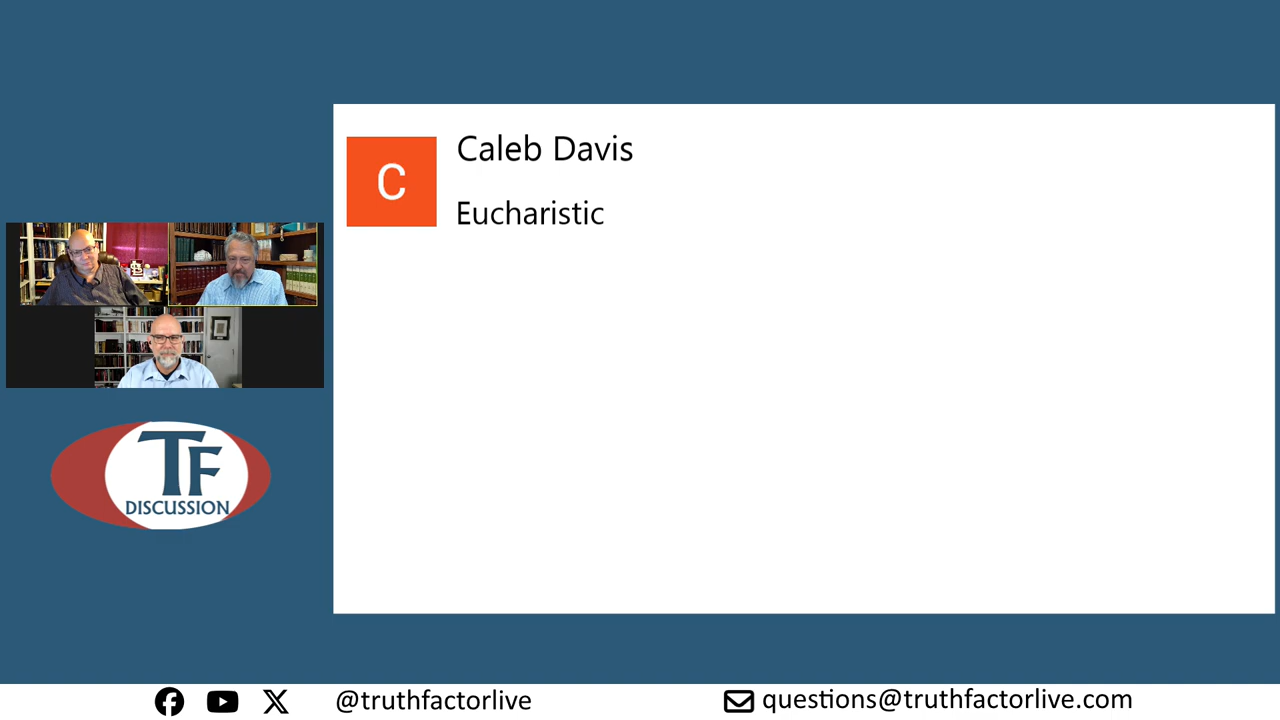 C
Caleb Davis
Eucharistic
TF
DISCUSSION
@truthfactorlive
questions@truthfactorlive.com